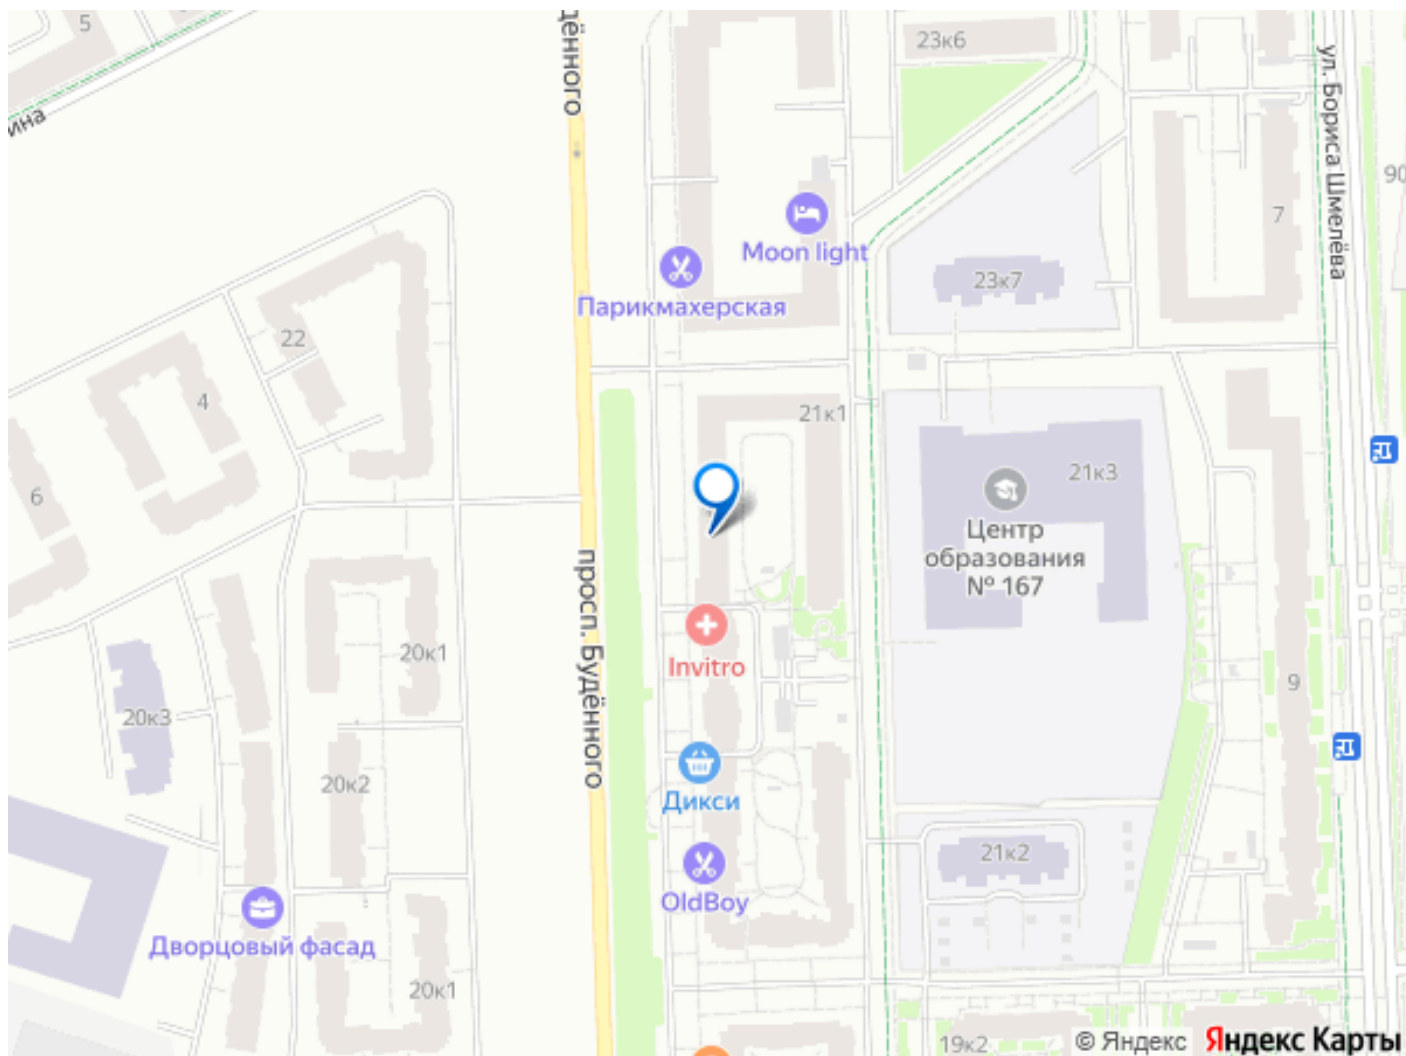 5
дённого
23к6
ул. Бориса Шмелёва
ина
90
7
Moon light
23к7
Парикмахерская
22
4
21к1
6
21к3
Центр
образования
№ 167
просп. Будённого
Invitro
20к1
9
20к3
20к2
Дикси
21к2
OldBoy
Дворцовый фасад
20к1
19к2
© Яндекс Яндекс Карты